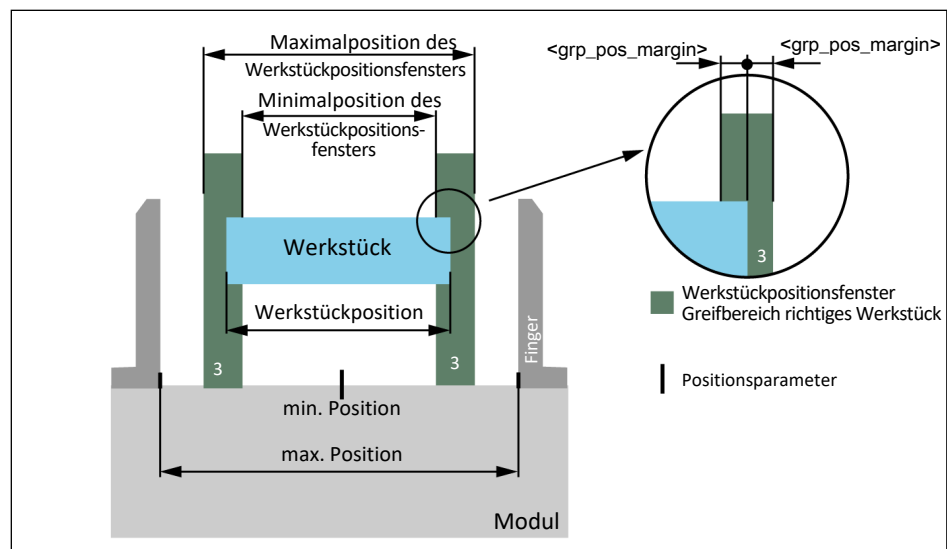 Maximalposition des
Werkstückpositionsfensters
Minimalposition des
Werkstückpositions-
fensters
Werkstück
Werkstückposition
3
3
Finger
min. Position
max. Position
Modul
<grp_pos_margin>
<grp_pos_margin>
3
Werkstückpositionsfenster
Greifbereich richtiges Werkstück
Positionsparameter